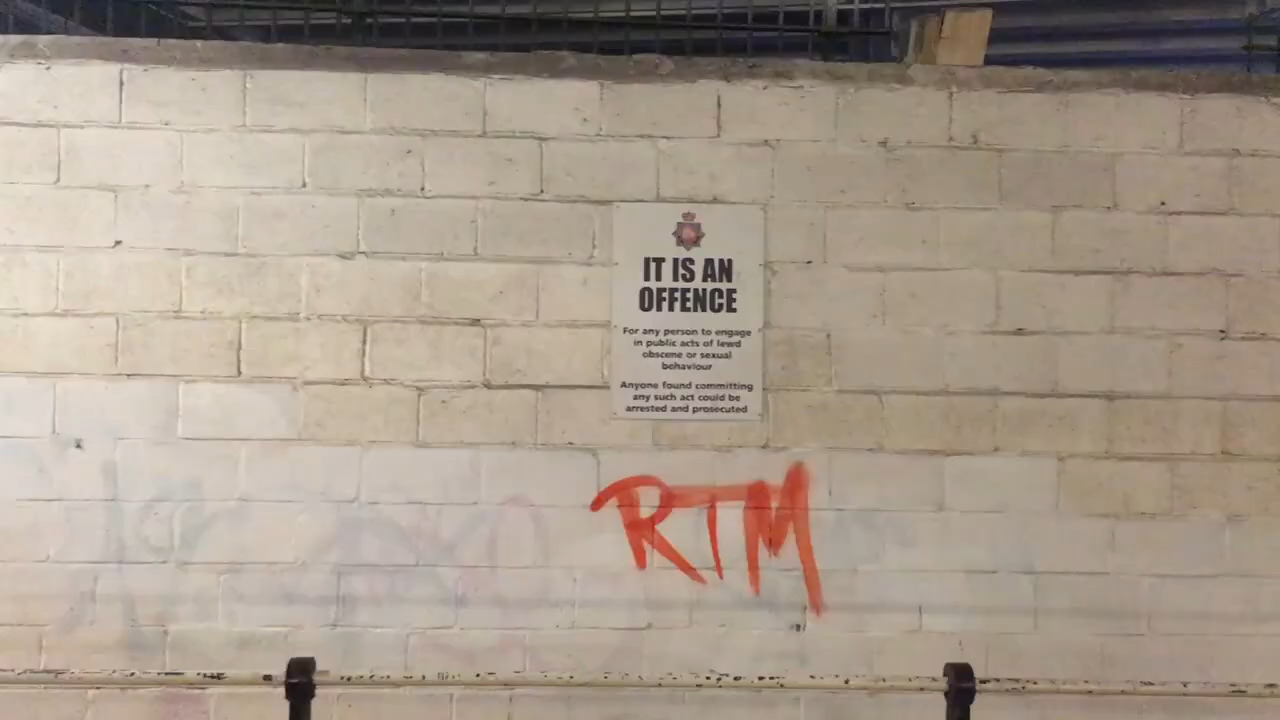 IT IS AN
OFFENCE
For any person to engage
in public acts of lewd
obscene or sexual
behaviour
Anyone found committing
any such act could be
arrested and prosecuted
RTM